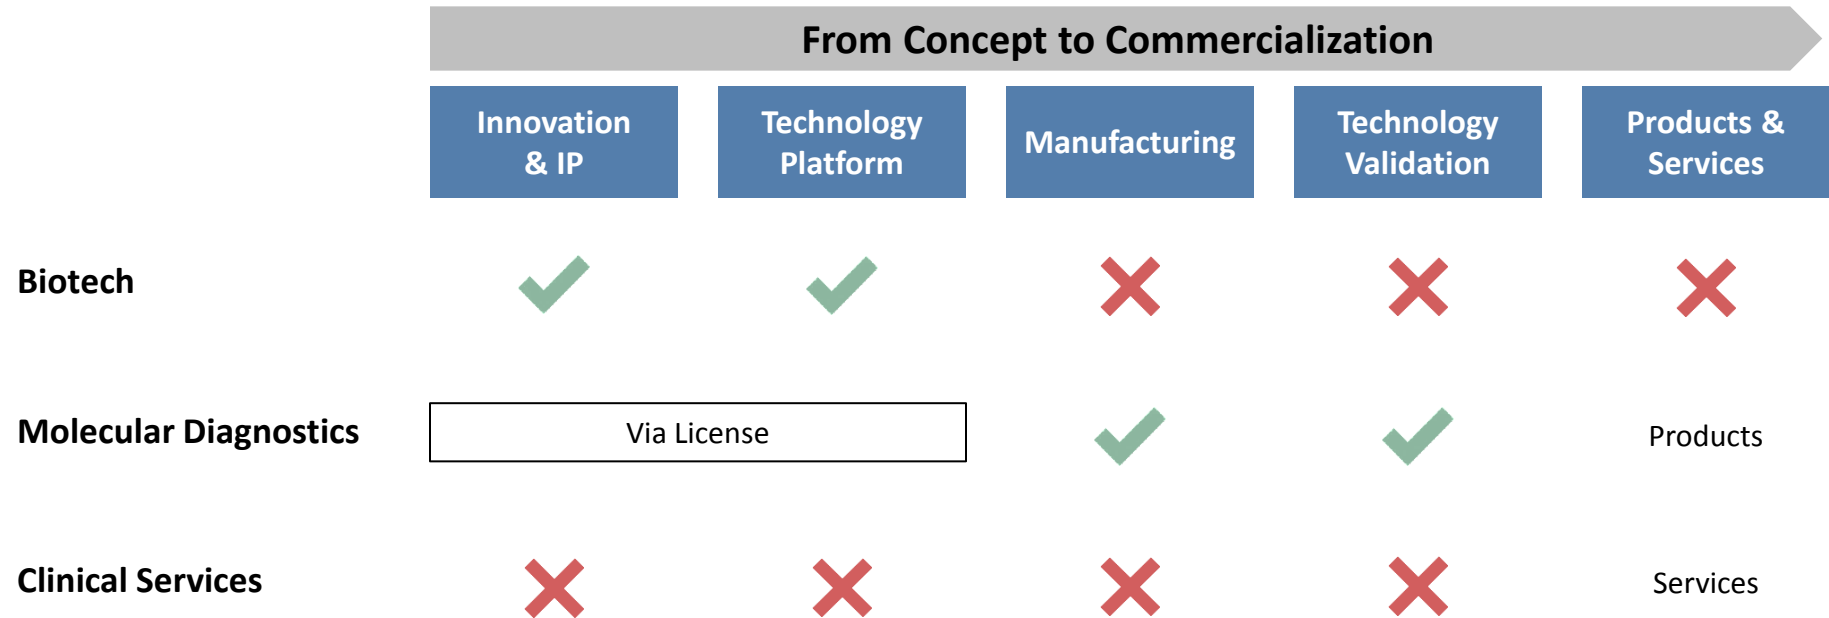 From Concept to Commercialization
Innovation
& IP
Technology
Platform
Manufacturing
Technology
Validation
Products &
Services
Biotech
Molecular Diagnostics
Via License
Products
Clinical Services
Services